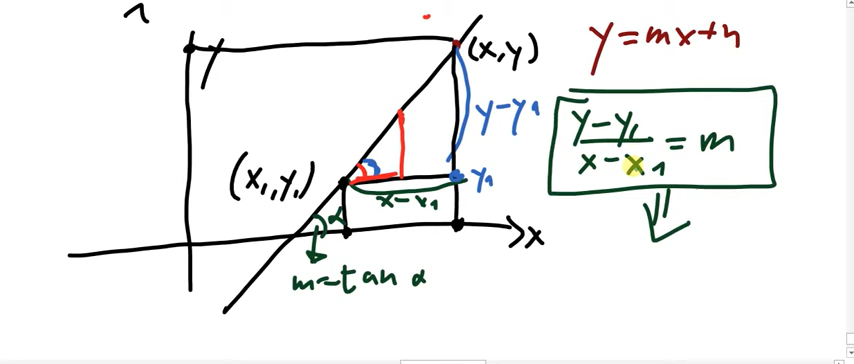 y
(x,y)
y = mx+n
y-y1
y-y₁/x-x₁ = m
(x₁,y₁)
y₁
x-x₁
α
x
m=tan α